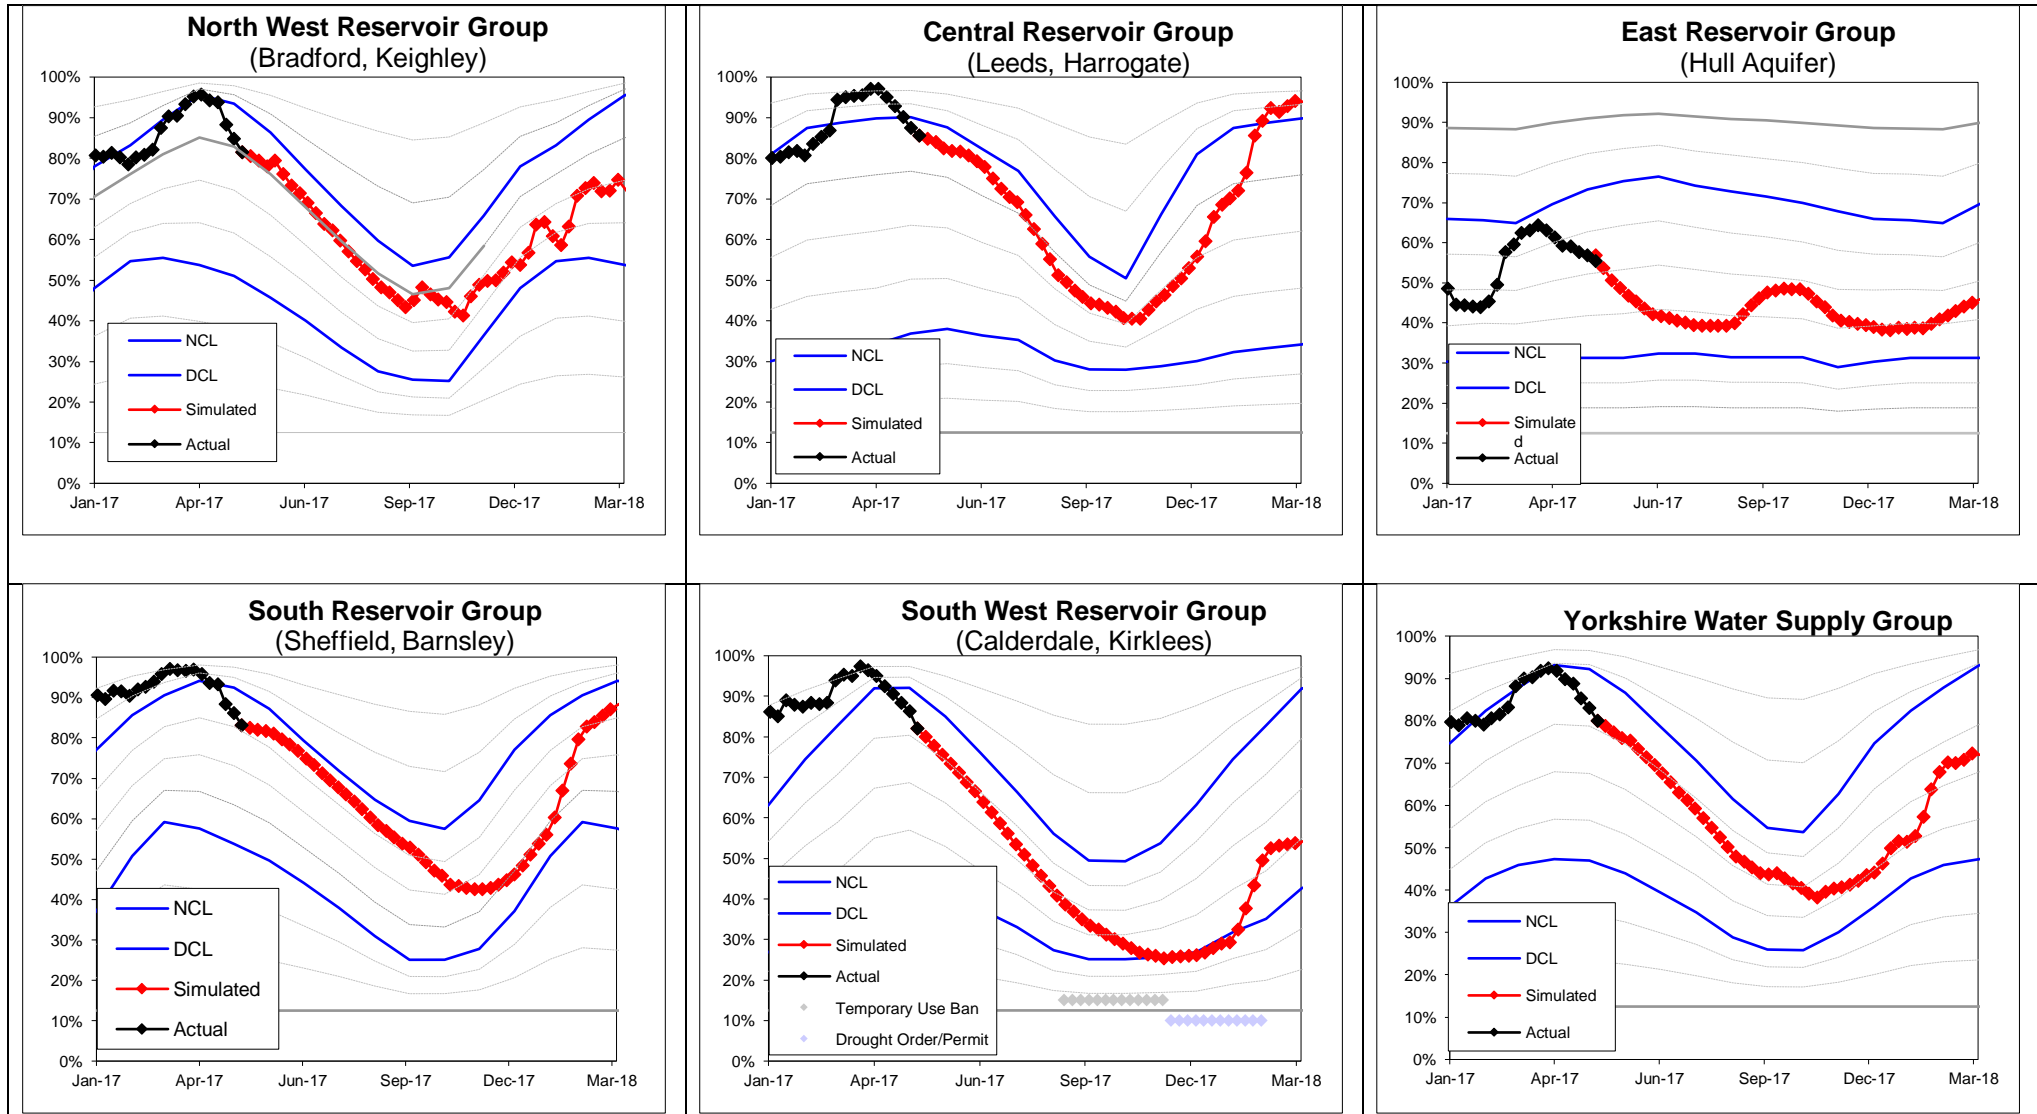 North West Reservoir Group
(Bradford, Keighley)
100%
90%
80%
70%
60%
50%
40%
30%
20%
10%
0%
NCL
DCL
Simulated
Actual
Jan-17 Apr-17 Jun-17 Sep-17 Dec-17 Mar-18
Central Reservoir Group
(Leeds, Harrogate)
100%
90%
80%
70%
60%
50%
40%
30%
20%
10%
0%
NCL
DCL
Simulated
Actual
Jan-17 Apr-17 Jun-17 Sep-17 Dec-17 Mar-18
East Reservoir Group
(Hull Aquifer)
100%
90%
80%
70%
60%
50%
40%
30%
20%
10%
0%
NCL
DCL
Simulate
d
Actual
Jan-17 Apr-17 Jun-17 Sep-17 Dec-17 Mar-18
South Reservoir Group
(Sheffield, Barnsley)
100%
90%
80%
70%
60%
50%
40%
30%
20%
10%
0%
NCL
DCL
Simulated
Actual
Jan-17 Apr-17 Jun-17 Sep-17 Dec-17 Mar-18
South West Reservoir Group
(Calderdale, Kirklees)
100%
90%
80%
70%
60%
50%
40%
30%
20%
10%
0%
NCL
DCL
Simulated
Actual
Temporary Use Ban
Drought Order/Permit
Jan-17 Apr-17 Jun-17 Sep-17 Dec-17 Mar-18
Yorkshire Water Supply Group
100%
90%
80%
70%
60%
50%
40%
30%
20%
10%
0%
NCL
DCL
Simulated
Actual
Jan-17 Apr-17 Jun-17 Sep-17 Dec-17 Mar-18